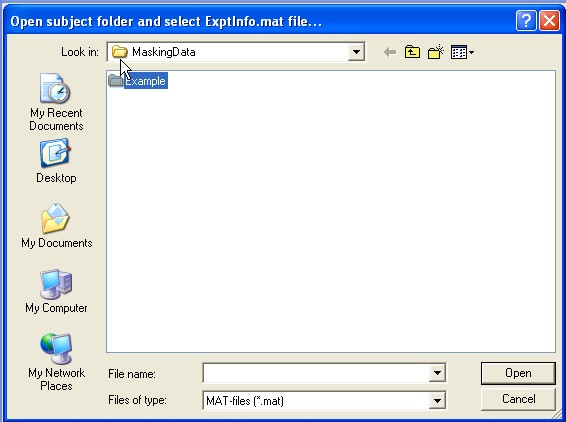 Open subject folder and select ExptInfo.mat file...
Look in: MaskingData
Example
My Recent
Documents
Desktop
My Documents
My Computer
My Network
Places
File name:
Open
Files of type: MAT-files (*.mat)
Cancel